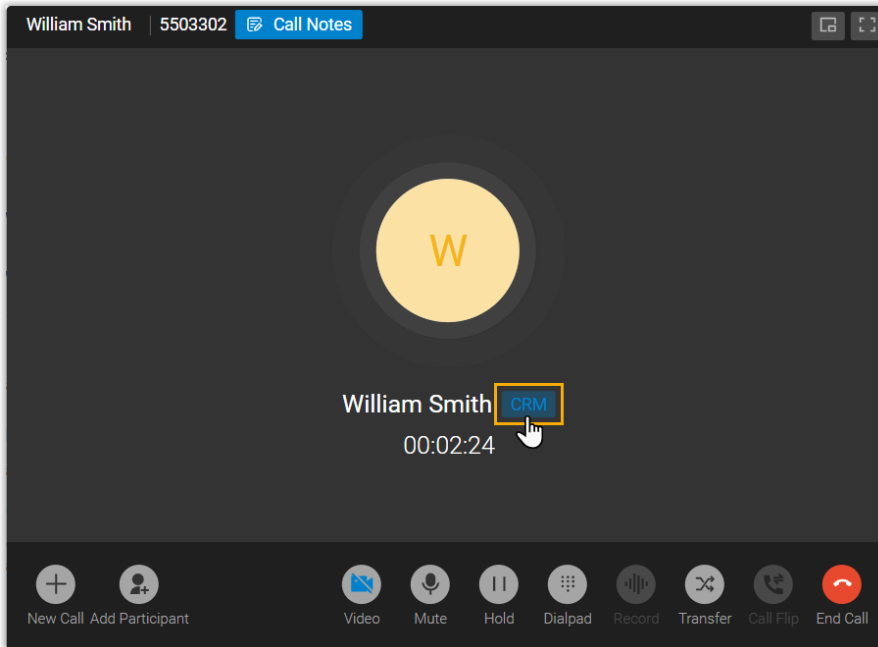 William Smith 5503302 Call Notes
W
William Smith CRM
00:02:24
New Call Add Participant Video Mute Hold Dialpad Record Transfer Call Flip End Call